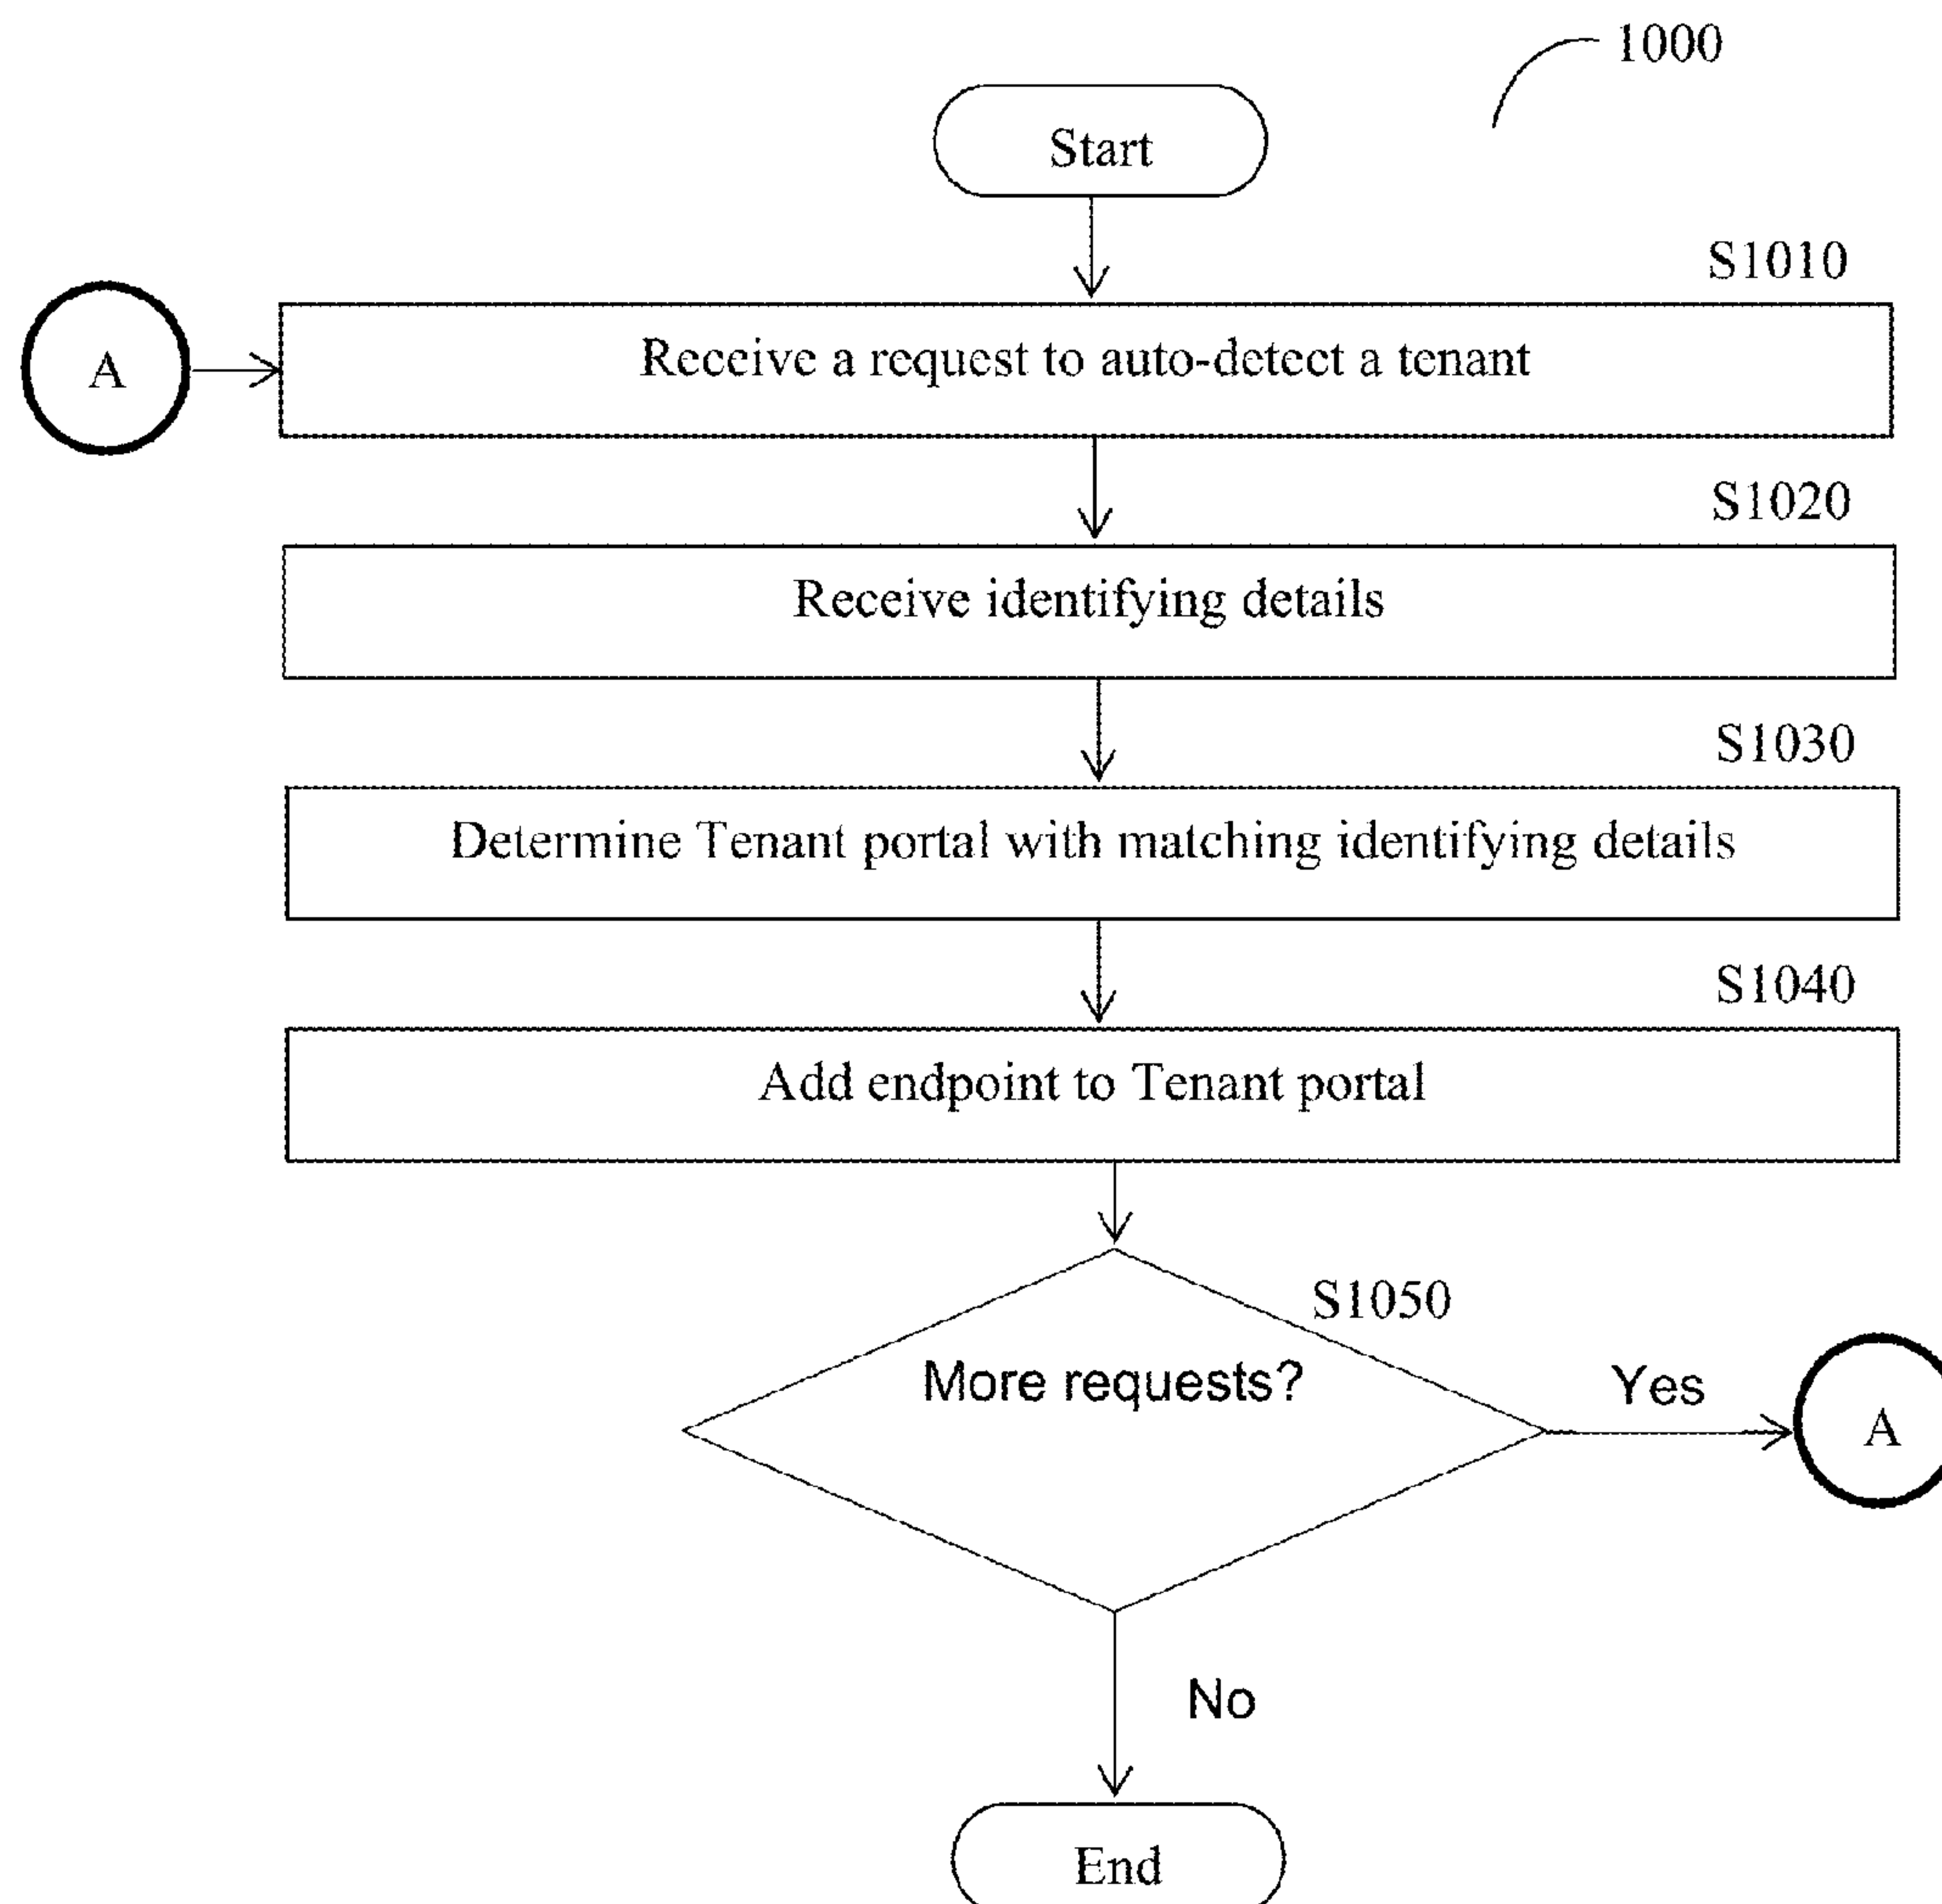 1000
Start
S1010
A
Receive a request to auto-detect a tenant
S1020
Receive identifying details
S1030
Determine Tenant portal with matching identifying details
S1040
Add endpoint to Tenant portal
S1050
More requests?
Yes
A
No
End